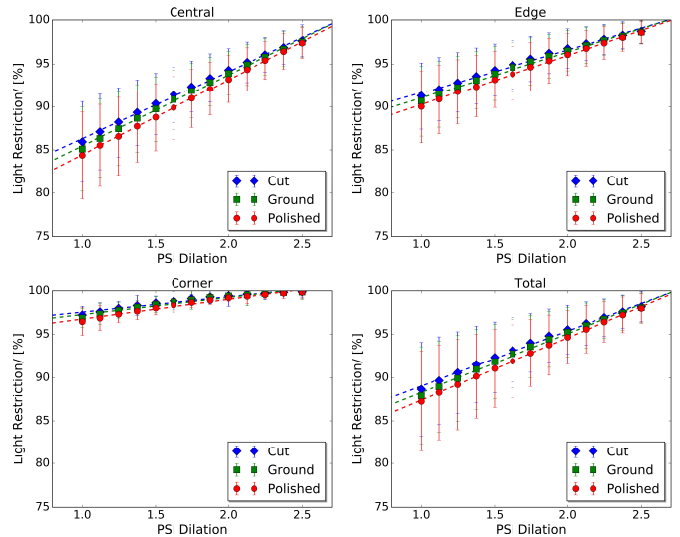 Central
Light Restriction/ [%]
100
95
90
85
80
75
1.0 1.5 2.0 2.5
PS Dilation
Cut
Ground
Polished
Edge
Light Restriction/ [%]
100
95
90
85
80
75
1.0 1.5 2.0 2.5
PS Dilation
Cut
Ground
Polished
Corner
Light Restriction/ [%]
100
95
90
85
80
75
1.0 1.5 2.0 2.5
PS Dilation
Cut
Ground
Polished
Total
Light Restriction/ [%]
100
95
90
85
80
75
1.0 1.5 2.0 2.5
PS Dilation
Cut
Ground
Polished